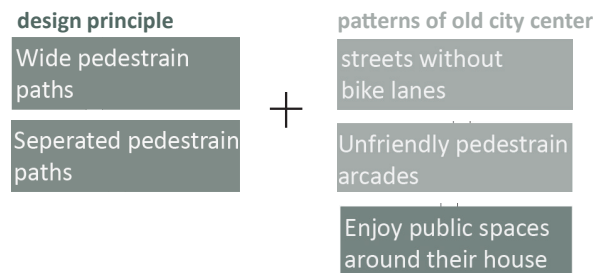 design principle
Wide pedestrain
paths
Seperated pedestrain
paths
+
patterns of old city center
streets without
bike lanes
Unfriendly pedestrain
arcades
Enjoy public spaces
around their house